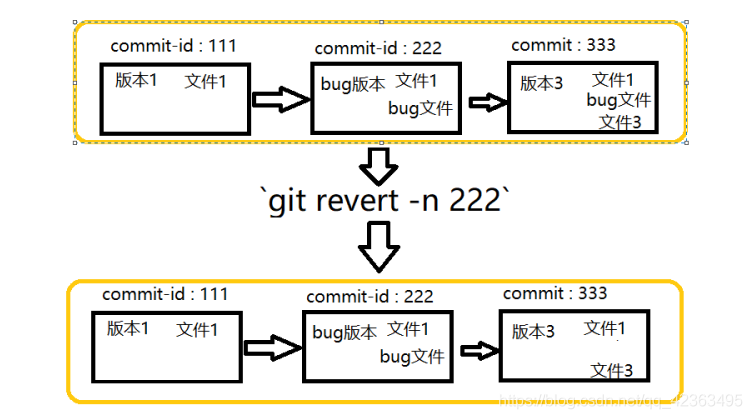 commit-id : 111 commit-id : 222 commit : 333
版本1 文件1 bug版本 文件1 版本3 文件1
bug文件 bug文件
文件3
`git revert -n 222`
commit-id : 111 commit-id : 222 commit : 333
版本1 文件1 bug版本 文件1 版本3 文件1
bug文件
文件3
https://blog.csdn.net/qq_42363495